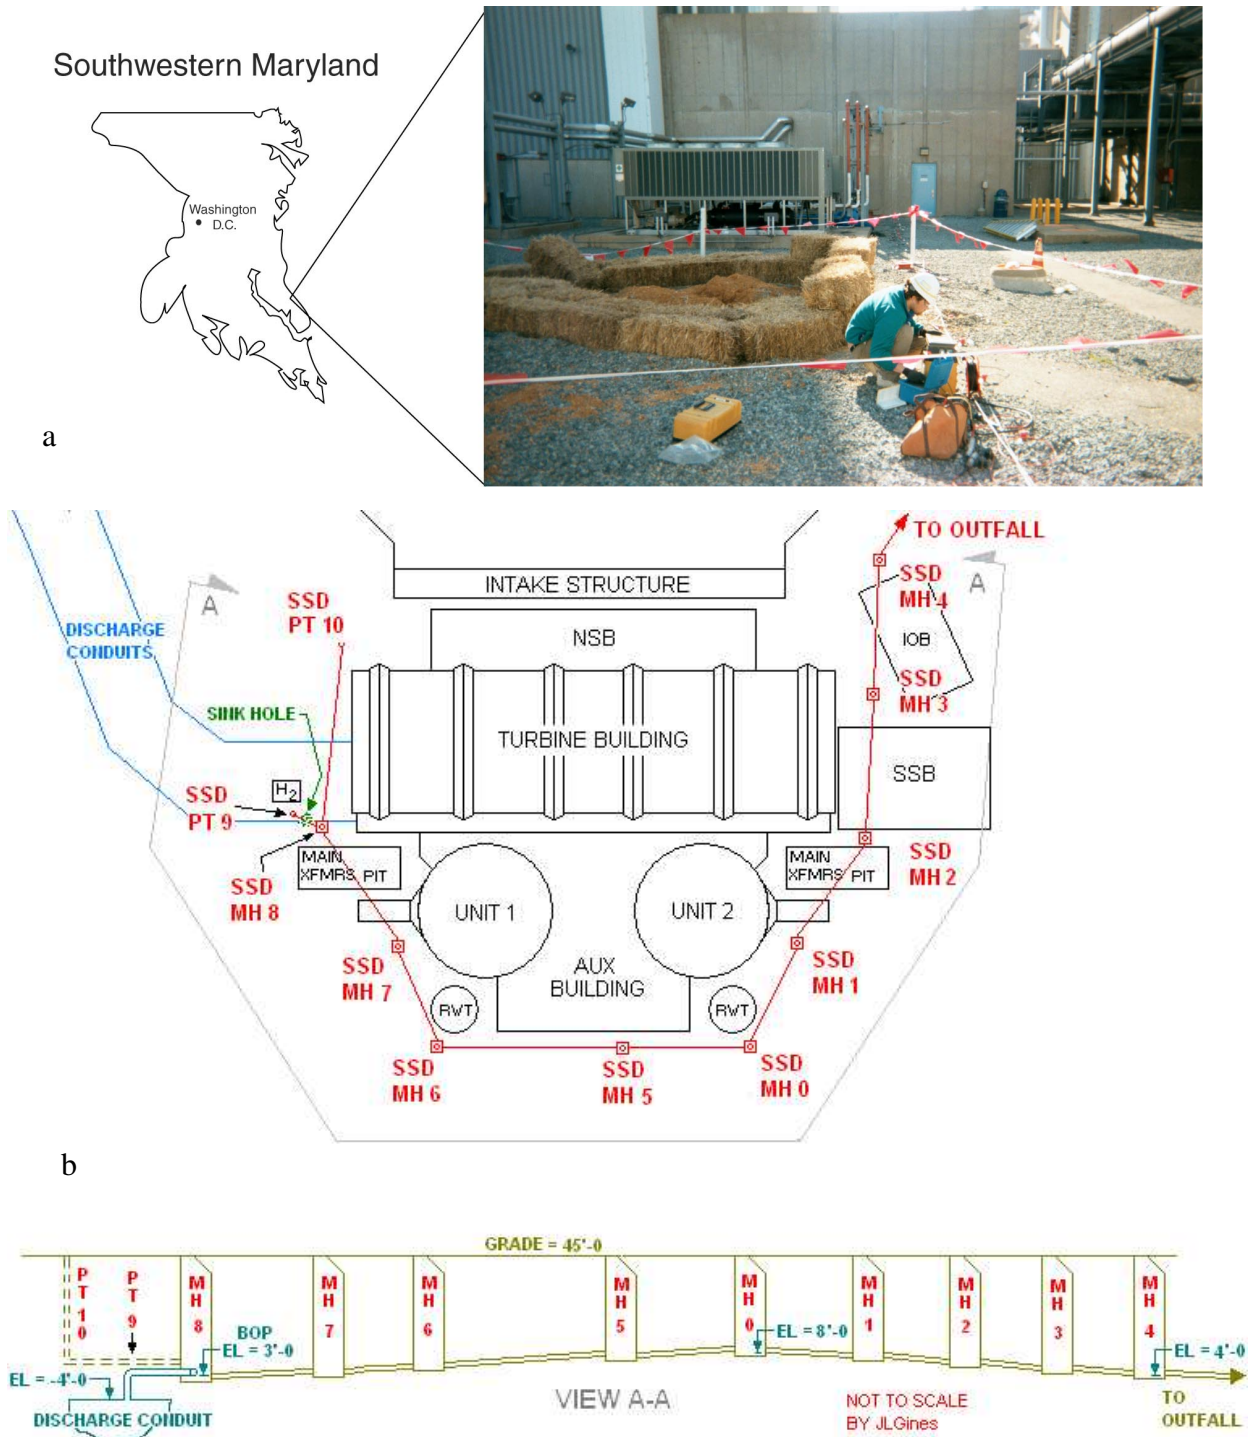 Southwestern Maryland
Washington
D.C.
a
TO OUTFALL
INTAKE STRUCTURE
A
A
SSD
MH 4
SSD
PT 10
DISCHARGE
CONDUITS
NSB
IOB
SSD
MH 3
SINK HOLE
TURBINE BUILDING
SSB
H2
SSD
PT 9
MAIN
XFMRS PIT
MAIN
XFMRS PIT
SSD
MH 2
SSD
MH 8
UNIT 1
UNIT 2
SSD
MH 7
AUX
BUILDING
SSD
MH 1
RWT
RWT
SSD
MH 6
SSD
MH 5
SSD
MH 0
b
GRADE = 45'-0
PT 10
PT 9
MH 8
MH 7
MH 6
MH 5
MH 0
MH 1
MH 2
MH 3
MH 4
BOP
EL = 3'-0
EL = 8'-0
EL = 4'-0
EL = -4'-0
DISCHARGE CONDUIT
VIEW A-A
NOT TO SCALE
BY JLGines
TO
OUTFALL